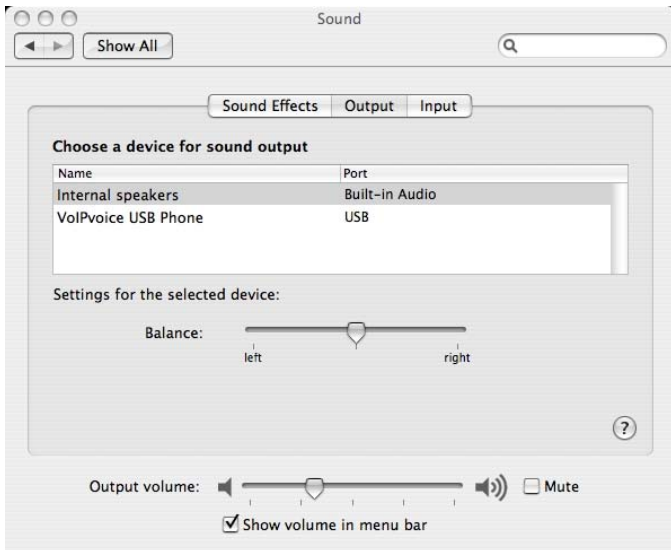 Sound
Show All
Sound Effects Output Input
Choose a device for sound output
Name Port
Internal speakers Built-in Audio
VoIPvoice USB Phone USB
Settings for the selected device:
Balance:
left right
?
Output volume: Mute
Show volume in menu bar